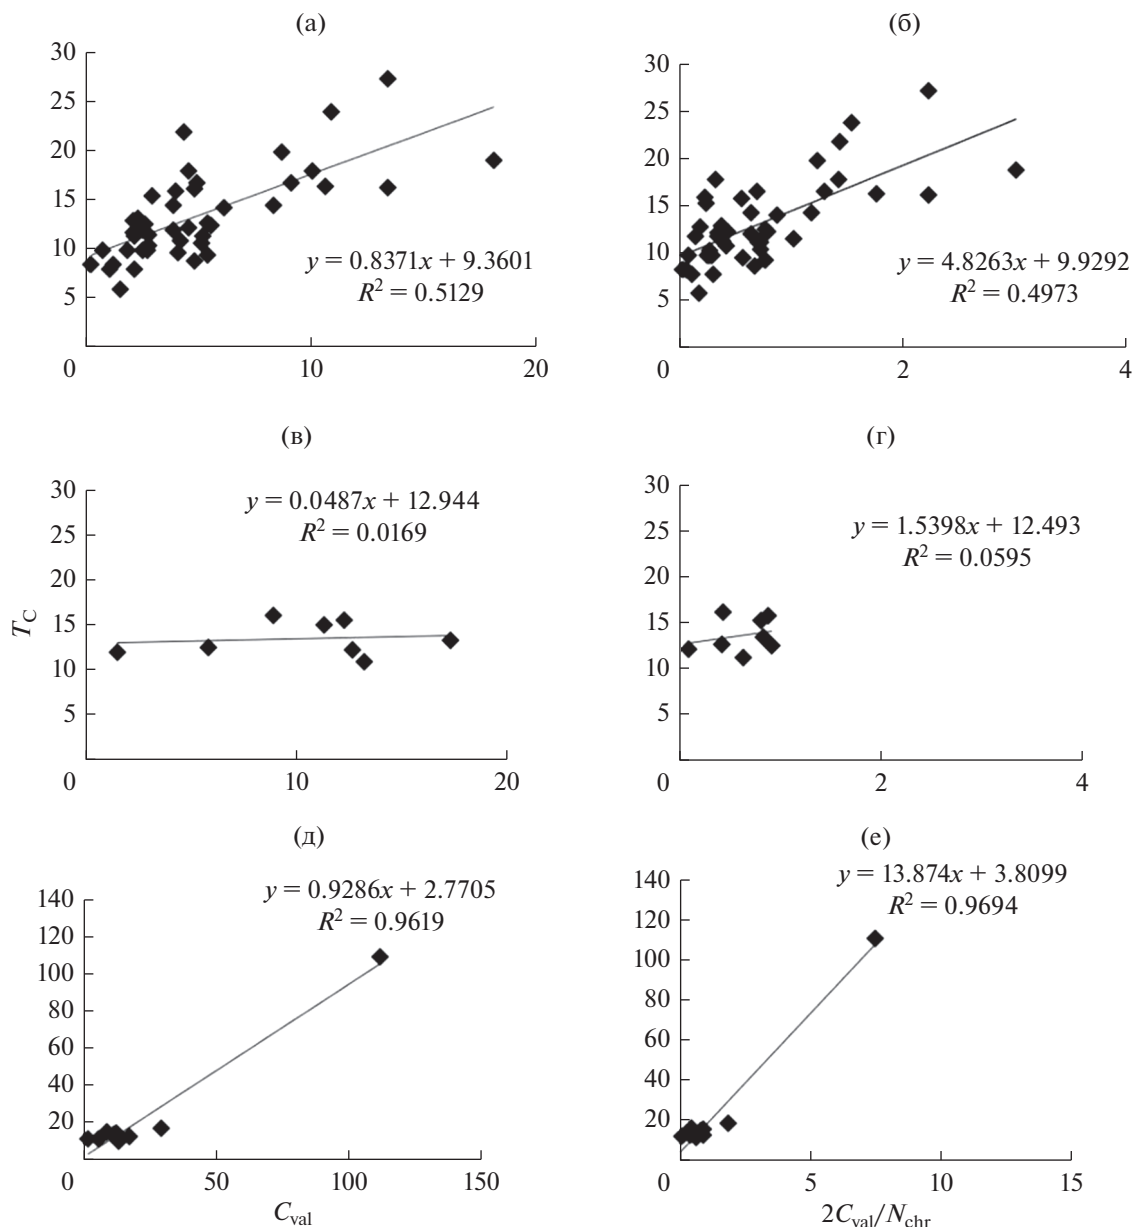 (а)
30
25
20
15
10
5
0
10
20
y = 0.8371x + 9.3601
R² = 0.5129
(б)
30
25
20
15
10
5
0
2
4
y = 4.8263x + 9.9292
R² = 0.4973
(в)
30
25
20
15
10
5
0
10
20
y = 0.0487x + 12.944
R² = 0.0169
T_C
(г)
30
25
20
15
10
5
0
2
4
y = 1.5398x + 12.493
R² = 0.0595
(д)
140
120
100
80
60
40
20
0
50
100
150
y = 0.9286x + 2.7705
R² = 0.9619
C_val
(е)
140
120
100
80
60
40
20
0
5
10
15
y = 13.874x + 3.8099
R² = 0.9694
2C_val/N_chr